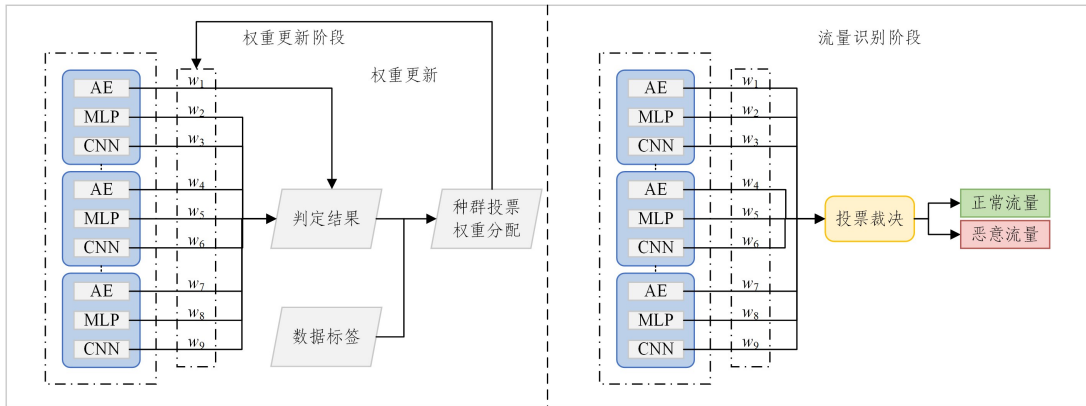 权重更新阶段
权重更新
AE
MLP
CNN
AE
MLP
CNN
AE
MLP
CNN
w1
w2
w3
w4
w5
w6
w7
w8
w9
判定结果
数据标签
种群投票
权重分配
流量识别阶段
AE
MLP
CNN
AE
MLP
CNN
AE
MLP
CNN
w1
w2
w3
w4
w5
w6
w7
w8
w9
投票裁决
正常流量
恶意流量